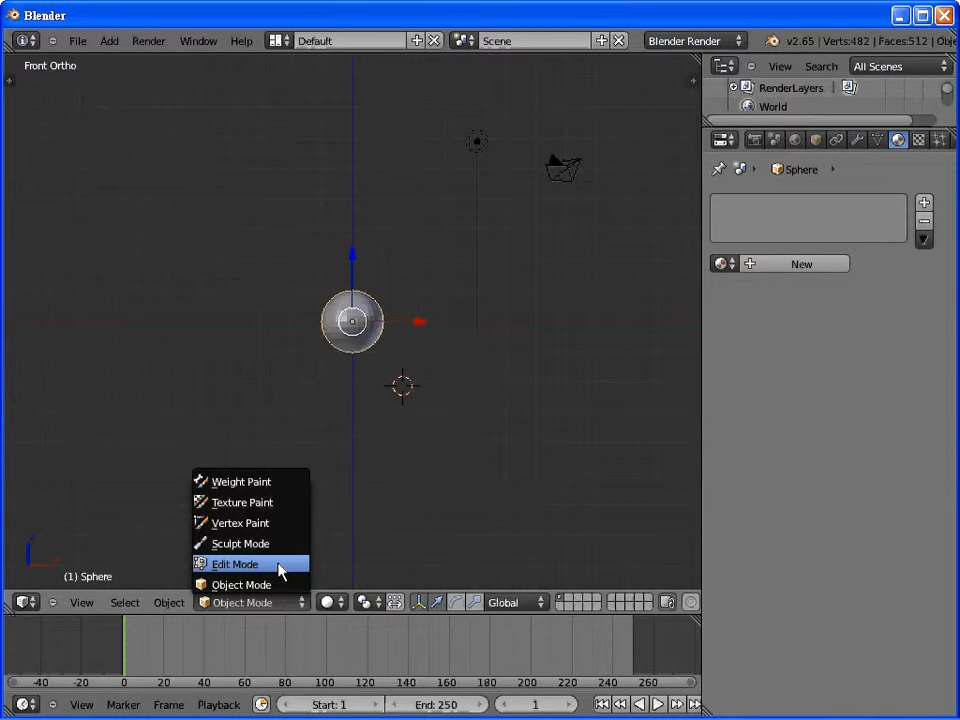 Blender
File Add Render Window Help Default Scene Blender Render v2.65 | Verts:482 | Faces:512 | Obje
Front Ortho
View Search All Scenes
RenderLayers
World
Sphere
New
Weight Paint
Texture Paint
Vertex Paint
Sculpt Mode
Edit Mode
Object Mode
(1) Sphere
View Select Object Object Mode Global
-40 -20 0 20 40 60 80 100 120 140 160 180 200 220 240 260 280
View Marker Frame Playback Start: 1 End: 250 1